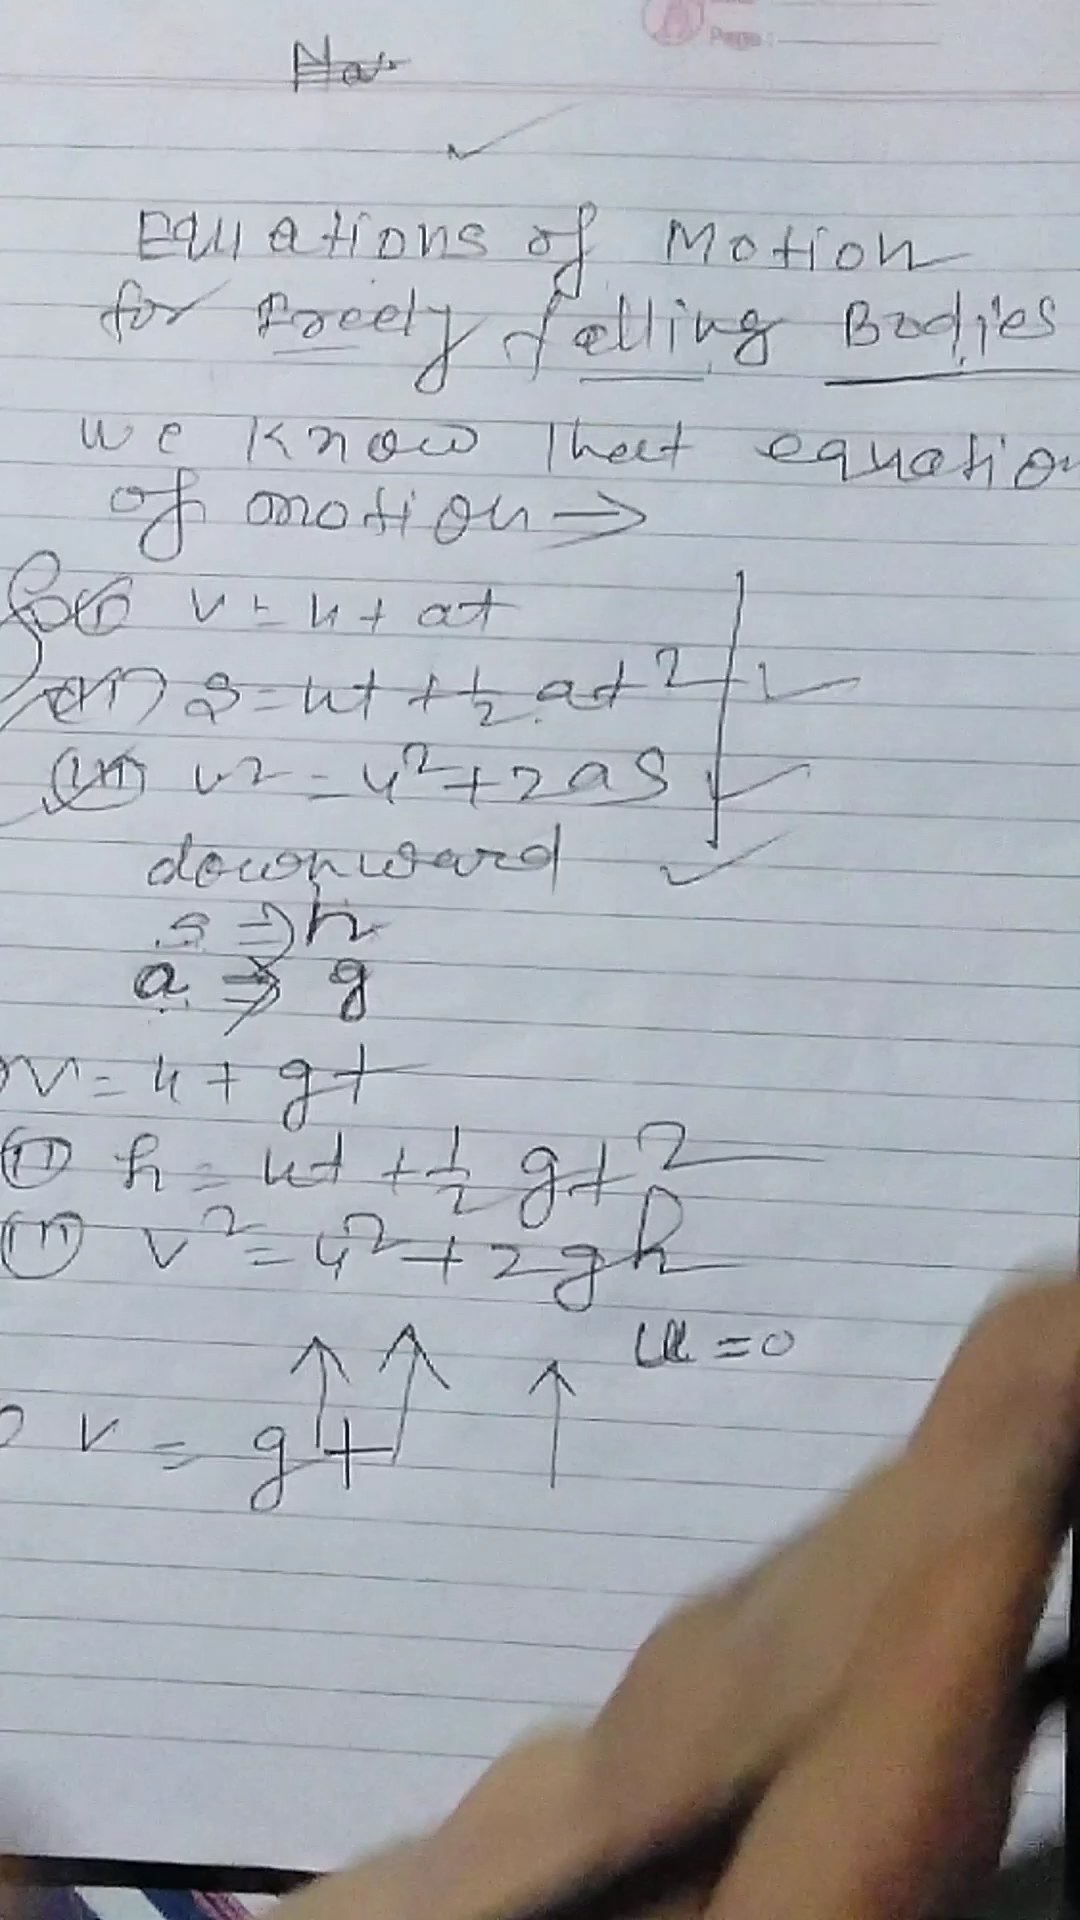 Page :
Na
Equations of Motion
for Freely falling Bodies
we know that equation
of motion →
v = u + at
(ii) S = ut + 1/2 at²
(iii) v2 = u² + 2as
downward
s ⇒ h
a ⇒ g
v = u + gt
(ii) h = ut + 1/2 gt²
(iii) v² = u² + 2gh
u = 0
v = gt